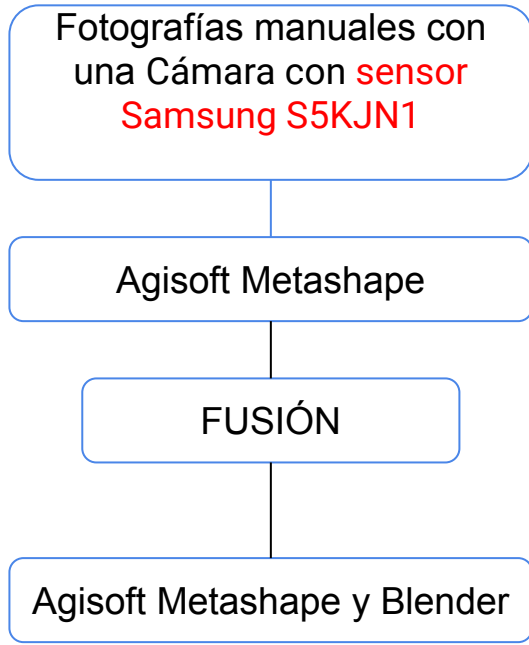 Fotografías manuales con
una Cámara con sensor
Samsung S5KJN1
Agisoft Metashape
FUSIÓN
Agisoft Metashape y Blender